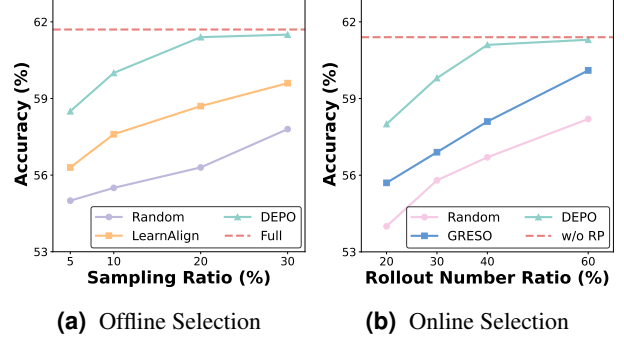 62
59
56
53
Accuracy (%)
Random
LearnAlign
DEPO
Full
5
10
20
30
Sampling Ratio (%)
(a) Offline Selection
62
59
56
53
Accuracy (%)
Random
GRESO
DEPO
w/o RP
20
30
40
60
Rollout Number Ratio (%)
(b) Online Selection